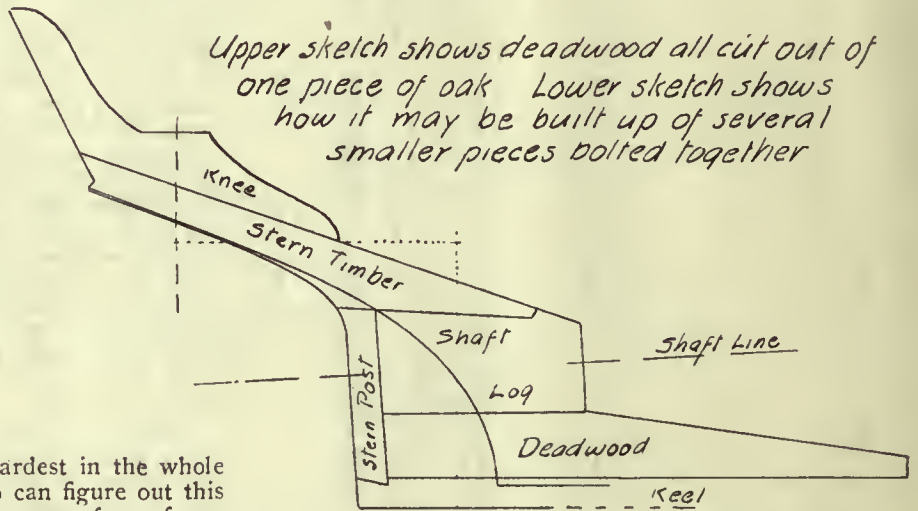 Upper sketch shows deadwood all cut out of
one piece of oak Lower sketch shows
how it may be built up of several
smaller pieces bolted together
Knee
Stern Timber
Shaft
Log
Shaft Line
Stern Post
Deadwood
Keel
ardest in the whole
can figure out this